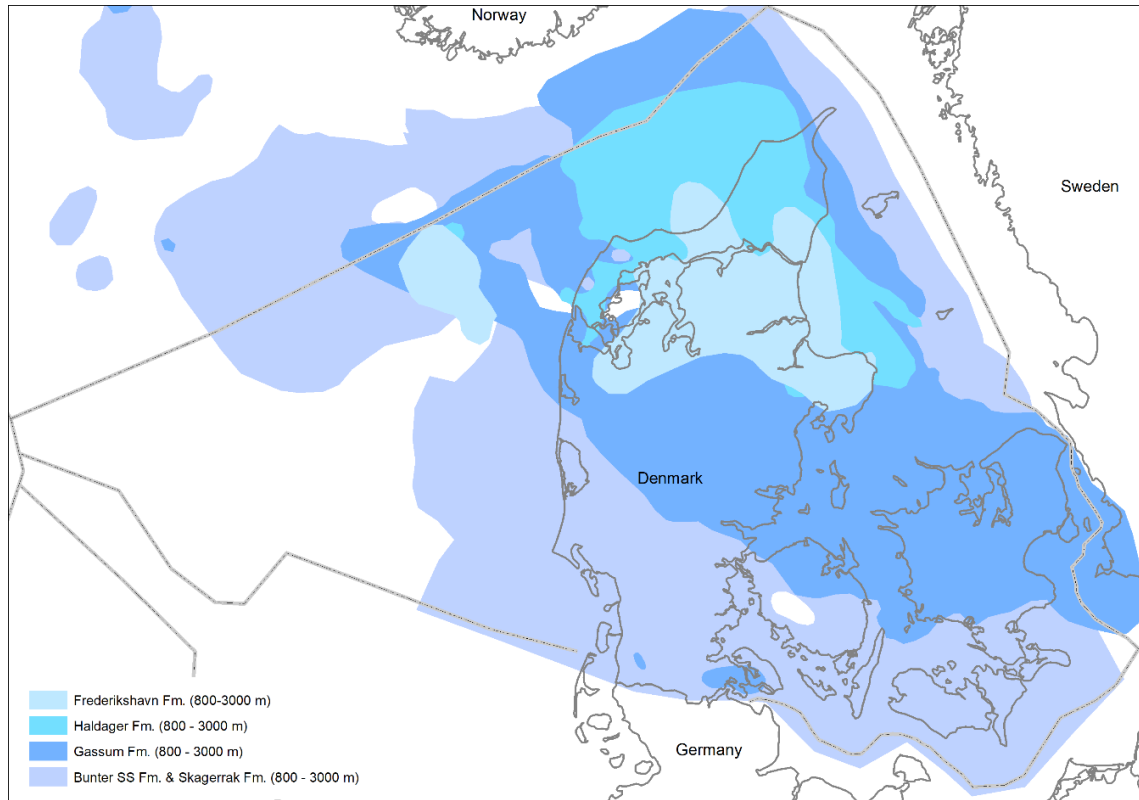 Norway
Sweden
Denmark
Germany
Frederikshavn Fm. (800-3000 m)
Haldager Fm. (800 - 3000 m)
Gassum Fm. (800 - 3000 m)
Bunter SS Fm. & Skagerrak Fm. (800 - 3000 m)